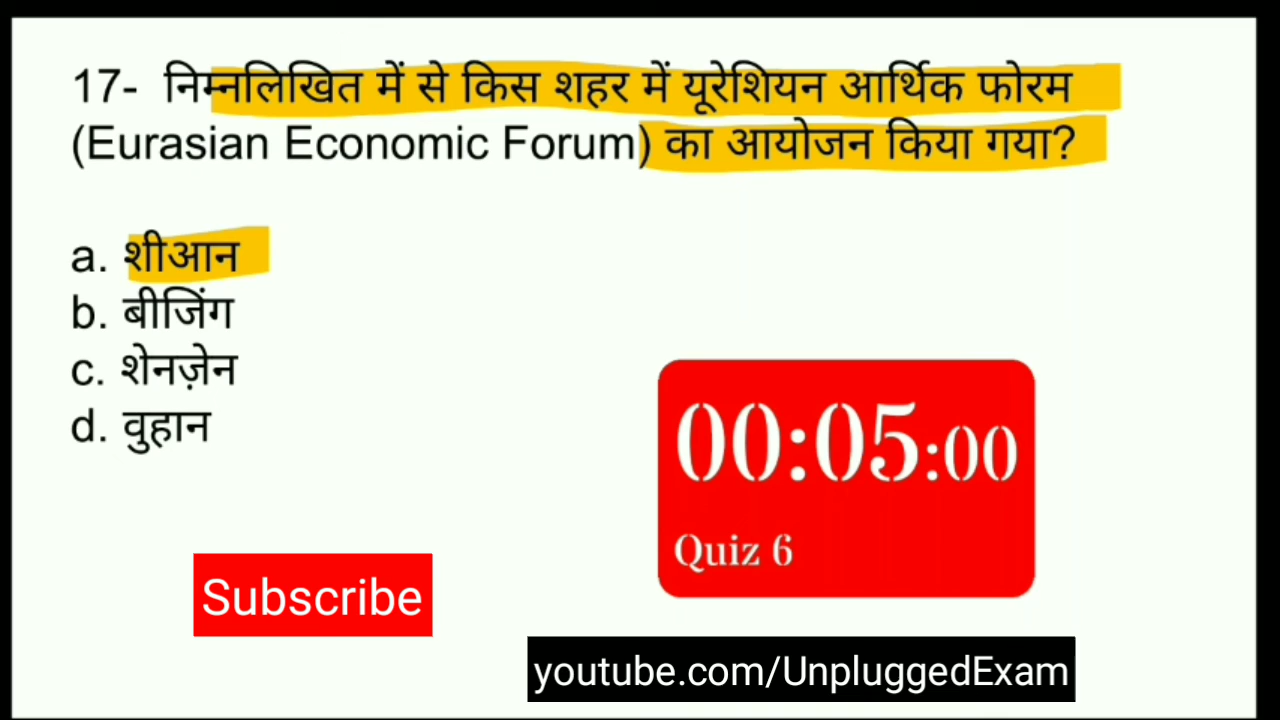 17- निम्नलिखित में से किस शहर में यूरेशियन आर्थिक फोरम
(Eurasian Economic Forum) का आयोजन किया गया?
a. शीआन
b. बीजिंग
c. शेनज़ेन
d. वुहान
00:05:00
Quiz 6
Subscribe
youtube.com/UnpluggedExam